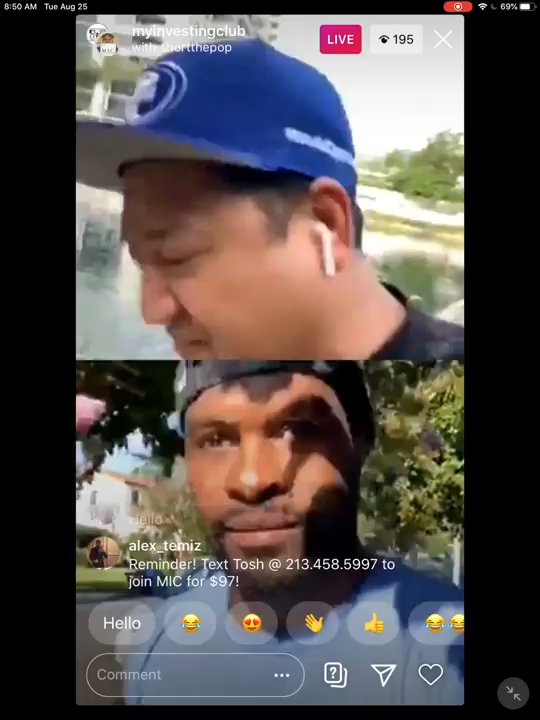 8:50 AM Tue Aug 25
69%
myinvestingclub
with shortthepop
LIVE
195
Hello
alex_temiz
Reminder! Text Tosh @ 213.458.5997 to
join MIC for $97!
Hello
Comment